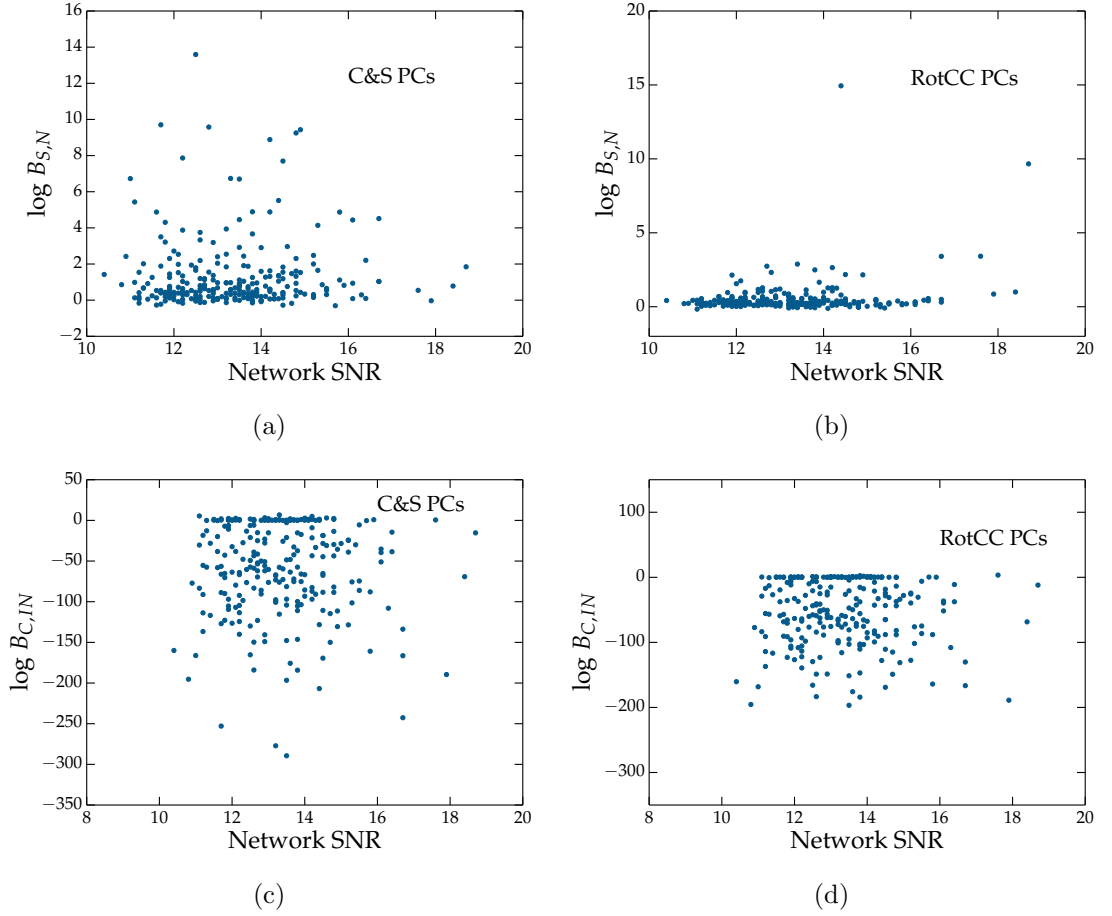 16
14
12
10
8
6
4
2
0
−2
log B_{S,N}
C&S PCs
10 12 14 16 18 20
Network SNR
(a)
20
15
10
5
0
log B_{S,N}
RotCC PCs
10 12 14 16 18 20
Network SNR
(b)
50
0
−50
−100
−150
−200
−250
−300
−350
log B_{C,IN}
C&S PCs
8 10 12 14 16 18 20
Network SNR
(c)
100
0
−100
−200
−300
log B_{C,IN}
RotCC PCs
8 10 12 14 16 18 20
Network SNR
(d)